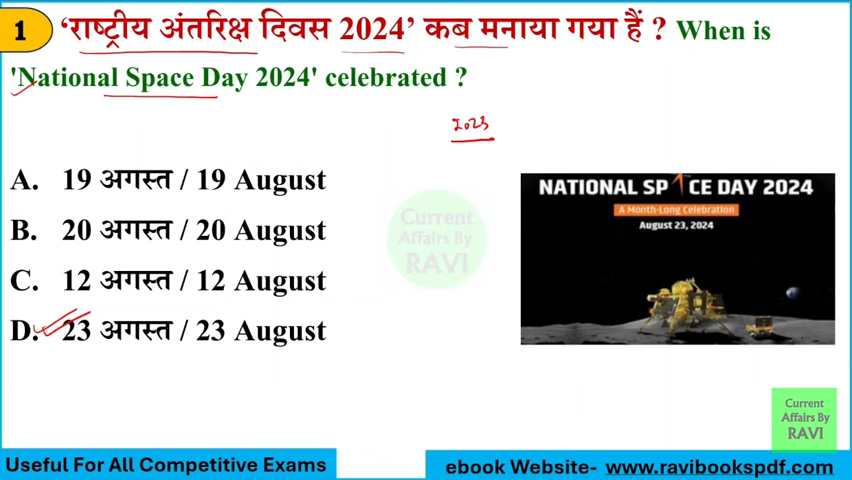 1
‘राष्ट्रीय अंतरिक्ष दिवस 2024’ कब मनाया गया हैं ? When is
'National Space Day 2024' celebrated ?
2023
A. 19 अगस्त / 19 August
B. 20 अगस्त / 20 August
C. 12 अगस्त / 12 August
D. 23 अगस्त / 23 August
Current
Affairs By
RAVI
NATIONAL SPACE DAY 2024
A Month-Long Celebration
August 23, 2024
Current
Affairs By
RAVI
Useful For All Competitive Exams
ebook Website- www.ravibookspdf.com